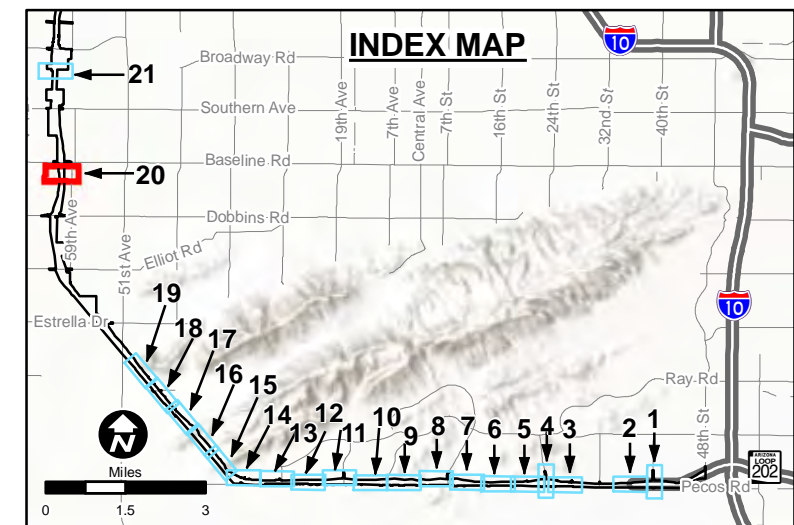 INDEX MAP
10
21
Broadway Rd
Southern Ave
19th Ave
7th Ave
Central Ave
7th St
16th St
24th St
32nd St
40th St
Baseline Rd
20
Dobbins Rd
59th Ave
51st Ave
Elliot Rd
Estrella Dr
19
18
17
16
15
14
13
12
11
10
9
8
7
6
5
4
3
2
1
10
Ray Rd
48th St
ARIZONA
LOOP
202
Pecos Rd
N
Miles
0 1.5 3